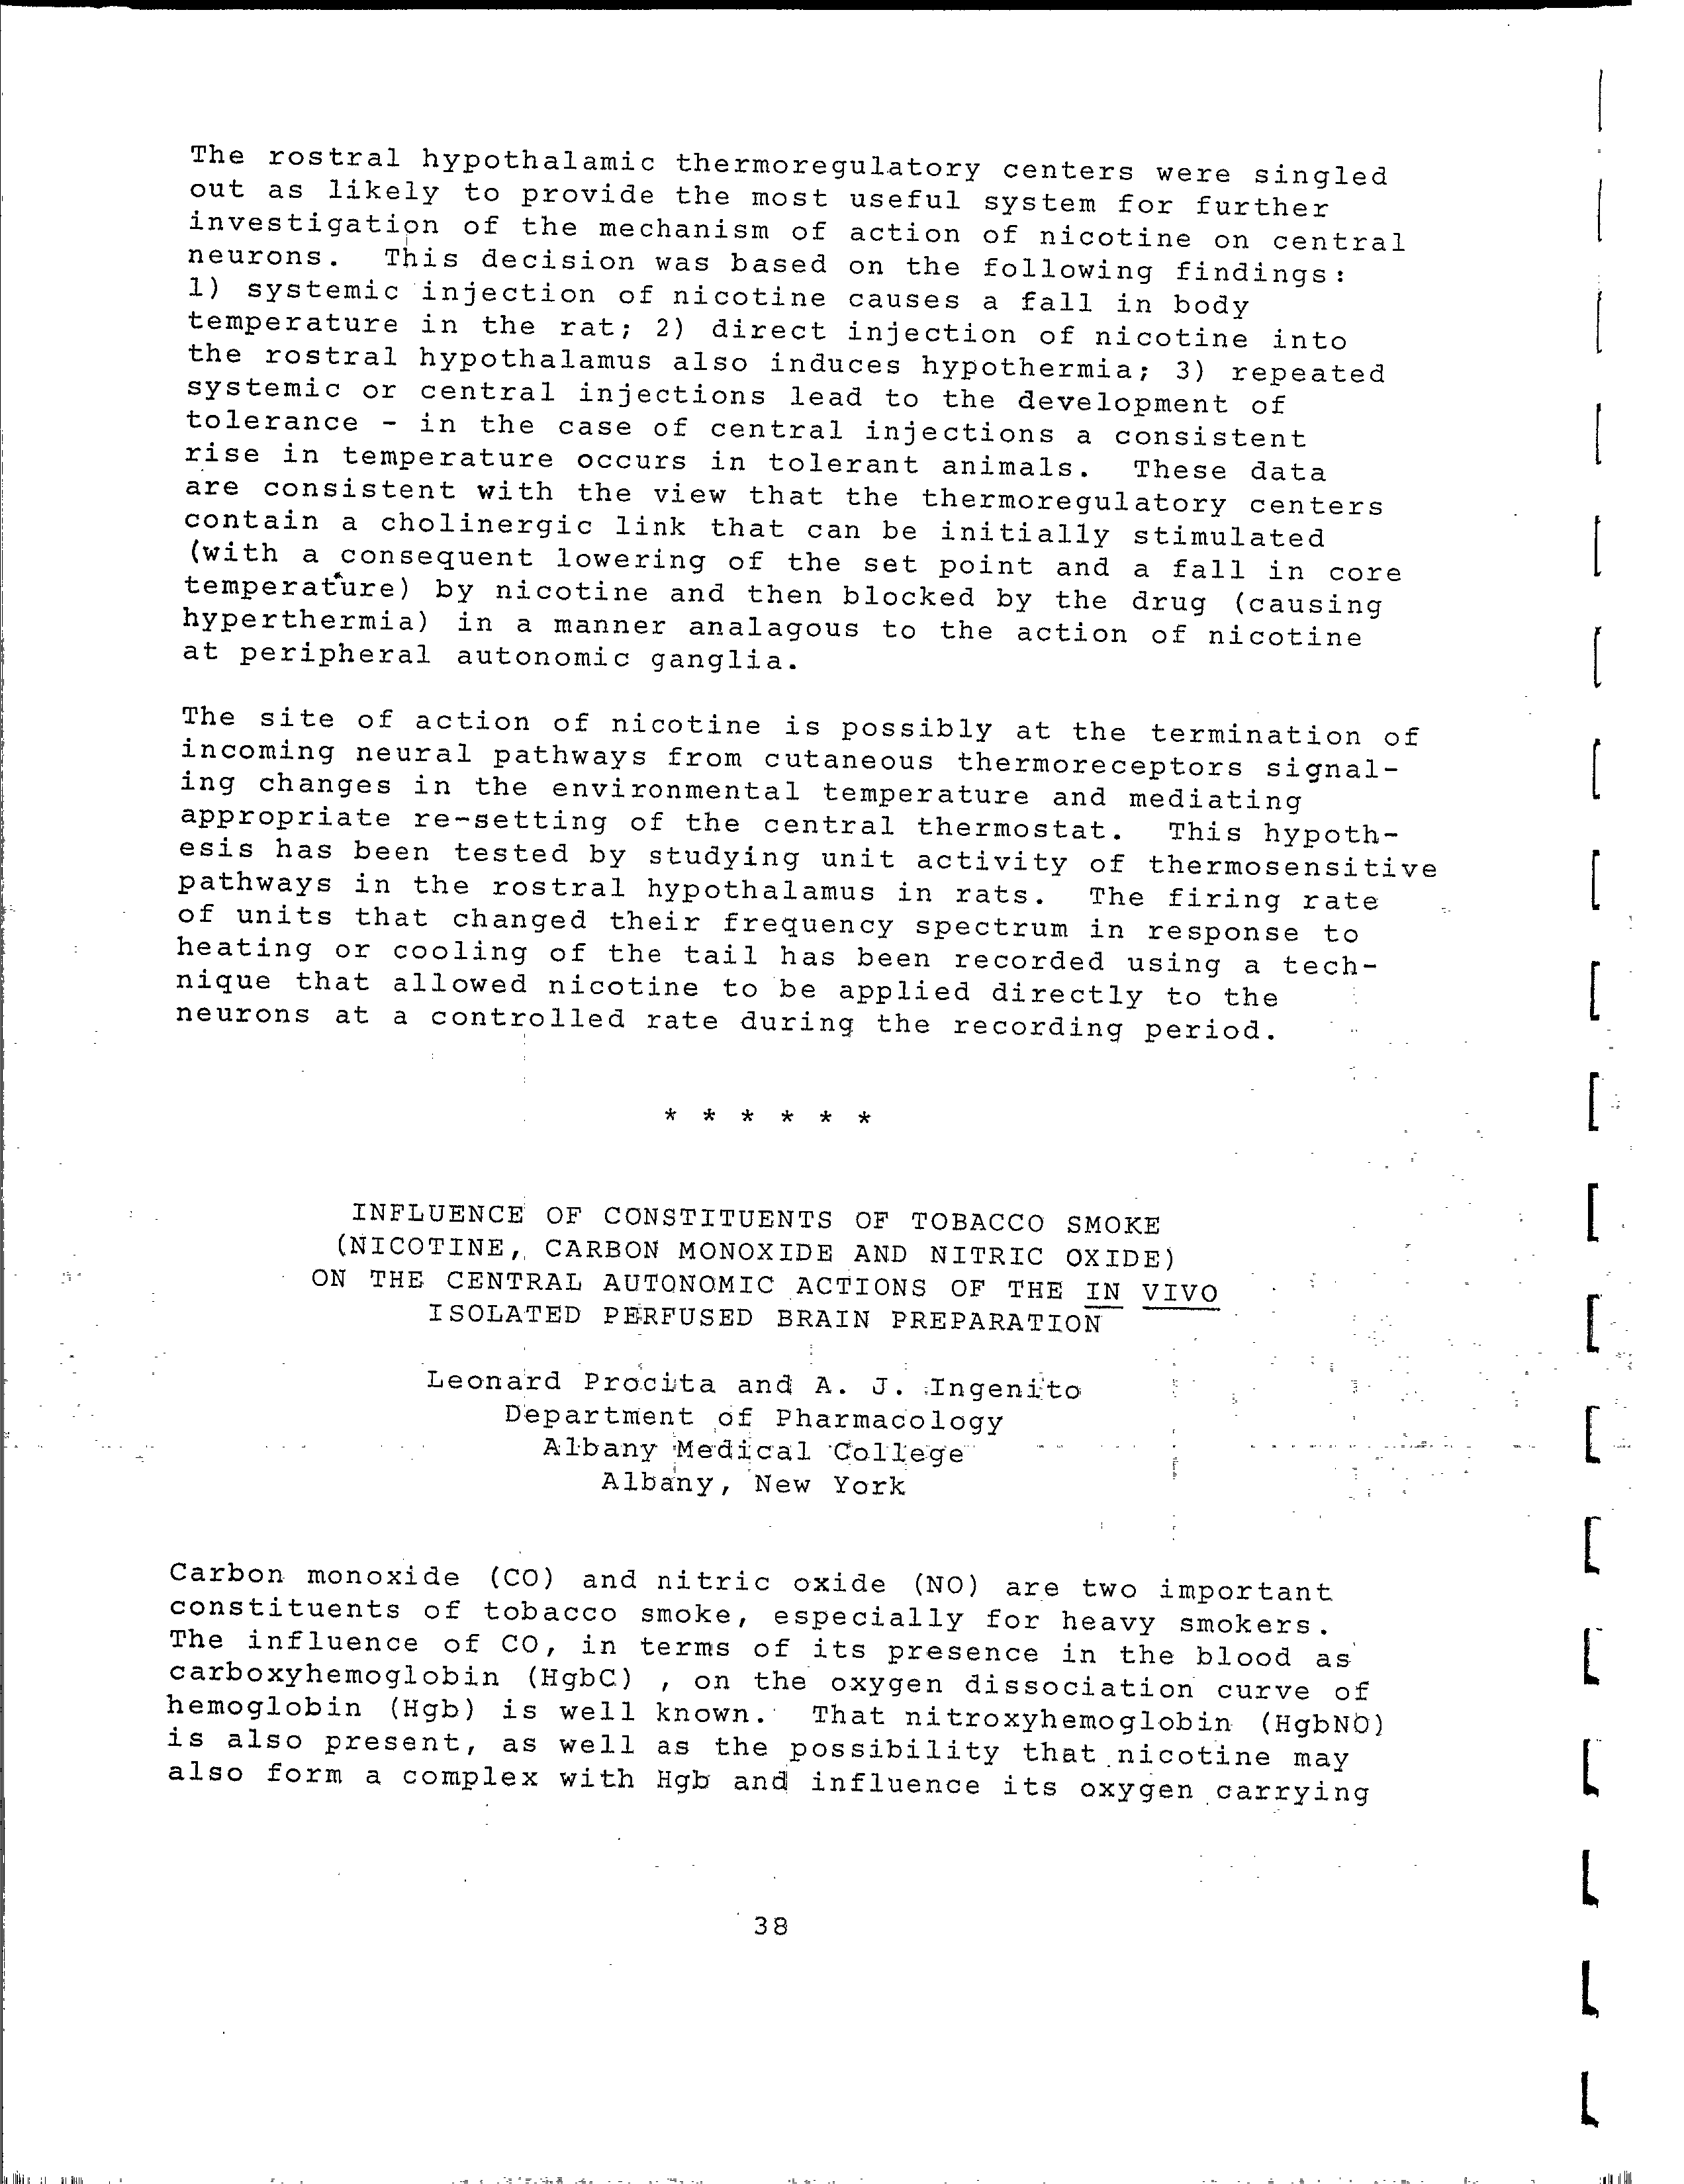 The rostral hypothalamic thermoregulatory centers were singled
out as likely to provide the most useful system for further
investigation of the mechanism of action of nicotine on central
neurons.  This decision was based on the following findings:
1) systemic injection of nicotine causes a fall in body
temperature in the rat; 2) direct injection of nicotine into
the rostral hypothalamus also induces hypothermia; 3) repeated
systemic or central injections lead to the development of
tolerance - in the case of central injections a consistent
rise in temperature occurs in tolerant animals.  These data
are consistent with the view that the thermoregulatory centers
contain a cholinergic link that can be initially stimulated
(with a consequent lowering of the set point and a fall in core
temperature) by nicotine and then blocked by the drug (causing
hyperthermia) in a manner analagous to the action of nicotine
at peripheral autonomic ganglia.
The site of action of nicotine is possibly at the termination of
incoming neural pathways from cutaneous thermoreceptors signal-
ing changes in the environmental temperature and mediating
appropriate re-setting of the central thermostat.  This hypoth-
esis has been tested by studying unit activity of thermosensitive
pathways in the rostral hypothalamus in rats.  The firing rate
of units that changed their frequency spectrum in response to
heating or cooling of the tail has been recorded using a tech-
nique that allowed nicotine to be applied directly to the
neurons at a controlled rate during the recording period.
* * * * * *
INFLUENCE OF CONSTITUENTS OF TOBACCO SMOKE
(NICOTINE, CARBON MONOXIDE AND NITRIC OXIDE)
ON THE CENTRAL AUTONOMIC ACTIONS OF THE IN VIVO
ISOLATED PERFUSED BRAIN PREPARATION
Leonard Procita and A. J. Ingenito
Department of Pharmacology
Albany Medical College
Albany, New York
Carbon monoxide (CO) and nitric oxide (NO) are two important
constituents of tobacco smoke, especially for heavy smokers.
The influence of CO, in terms of its presence in the blood as
carboxyhemoglobin (HgbC) , on the oxygen dissociation curve of
hemoglobin (Hgb) is well known.  That nitroxyhemoglobin (HgbNO)
is also present, as well as the possibility that nicotine may
also form a complex with Hgb and influence its oxygen carrying
38